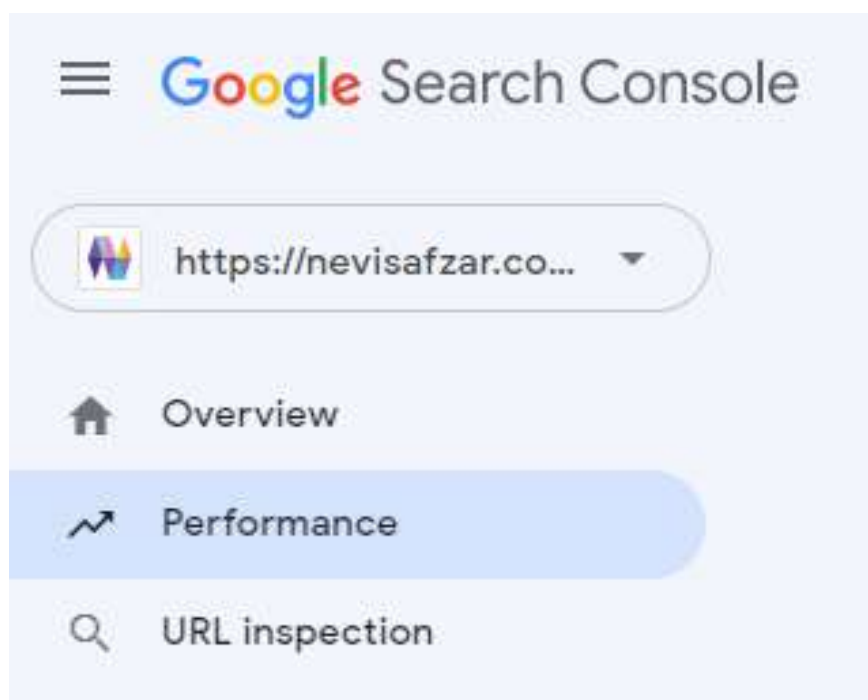 Google Search Console
https://nevisafzar.co...
Overview
Performance
URL inspection